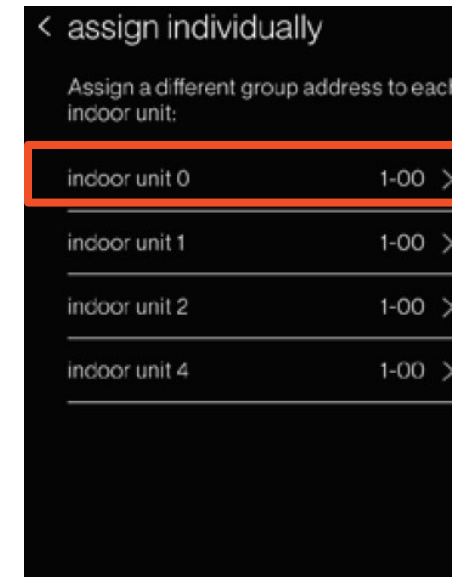 < assign individually
Assign a different group address to each
indoor unit:
indoor unit 0 1-00 >
indoor unit 1 1-00 >
indoor unit 2 1-00 >
indoor unit 4 1-00 >